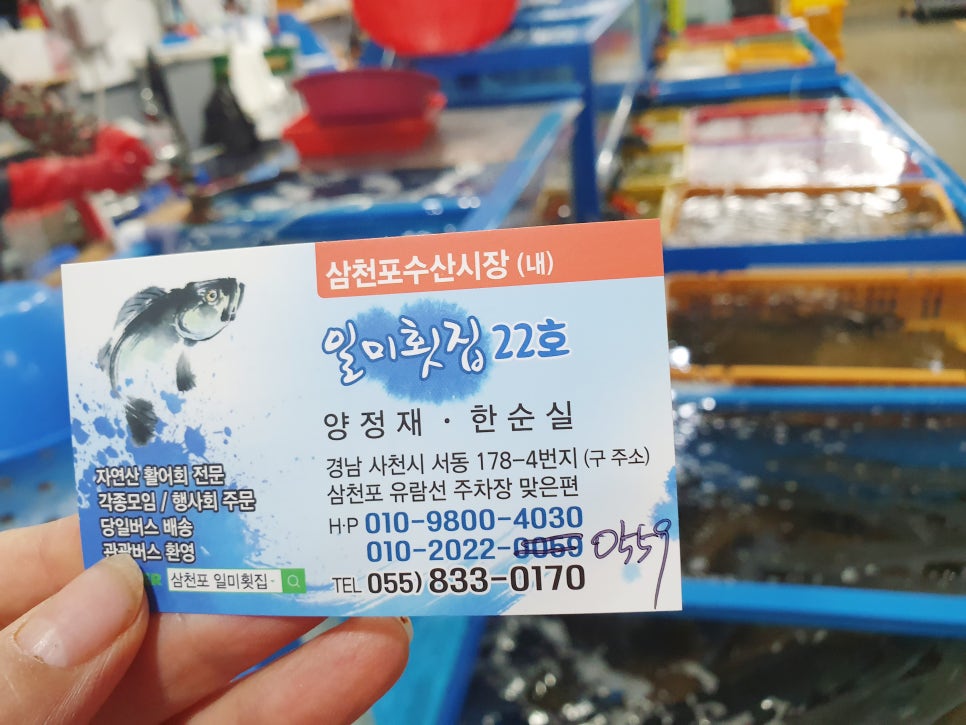 삼천포수산시장 (내)
일미횟집 22호
양정재 · 한순실
경남 사천시 서동 178-4번지 (구 주소)
삼천포 유람선 주차장 맞은편
H·P 010-9800-4030
010-2022-0059 0559
TEL 055) 833-0170
자연산 활어회 전문
각종모임 / 행사회 주문
당일버스 배송
관광버스 환영
삼천포 일미횟집